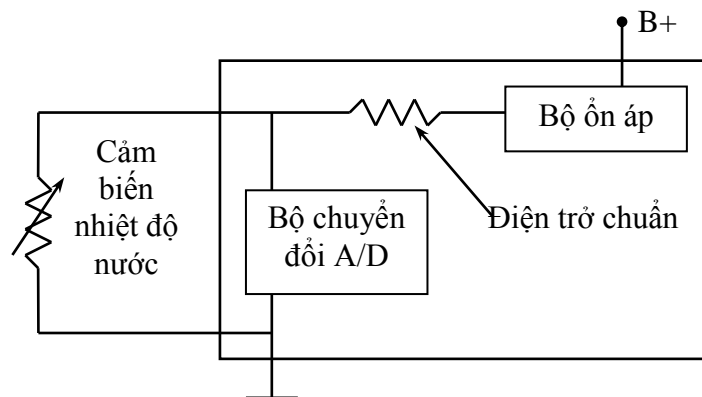 B+
Bộ ổn áp
Cảm
biến
nhiệt độ
nước
Bộ chuyển
đổi A/D
Điện trở chuẩn